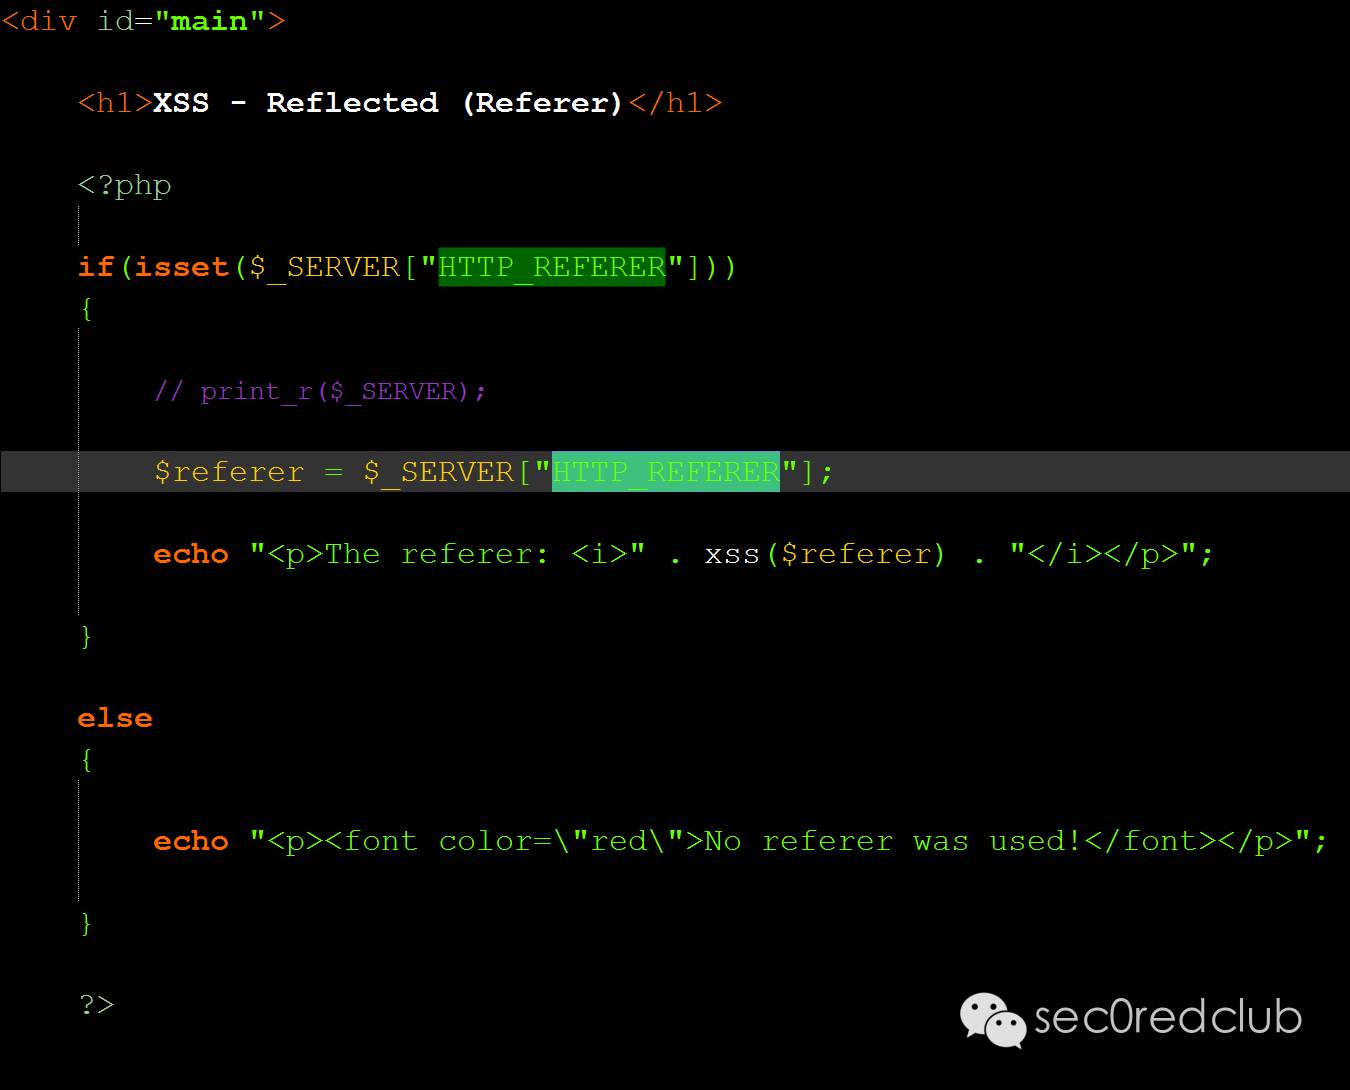 <div id="main">
<h1>XSS - Reflected (Referer)</h1>
<?php
if(isset($_SERVER["HTTP_REFERER"]))
{
// print_r($_SERVER);
$referer = $_SERVER["HTTP_REFERER"];
echo "<p>The referer: <i>" . xss($referer) . "</i></p>";
}
else
{
echo "<p><font color=\"red\">No referer was used!</font></p>";
}
?>
sec0redclub